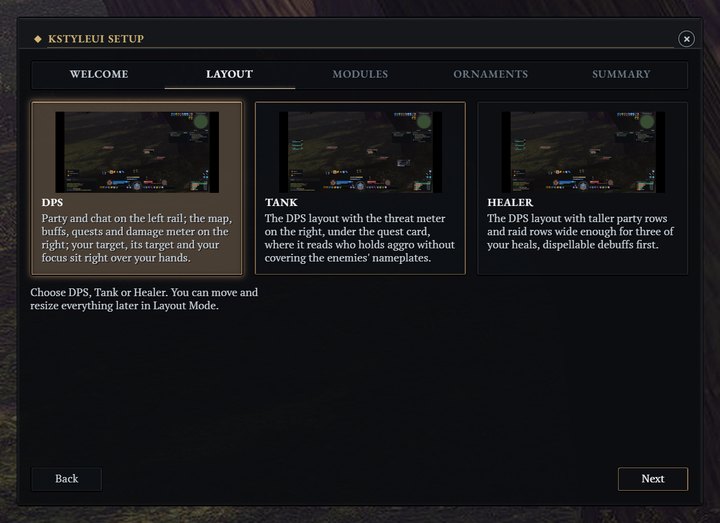 KSTYLEUI SETUP
WELCOME
LAYOUT
MODULES
ORNAMENTS
SUMMARY
DPS
Party and chat on the left rail; the map,
buffs, quests and damage meter on the
right; your target, its target and your
focus sit right over your hands.
TANK
The DPS layout with the threat meter
on the right, under the quest card,
where it reads who holds aggro without
covering the enemies' nameplates.
HEALER
The DPS layout with taller party rows
and raid rows wide enough for three of
your heals, dispellable debuffs first.
Choose DPS, Tank or Healer. You can move and
resize everything later in Layout Mode.
Back
Next